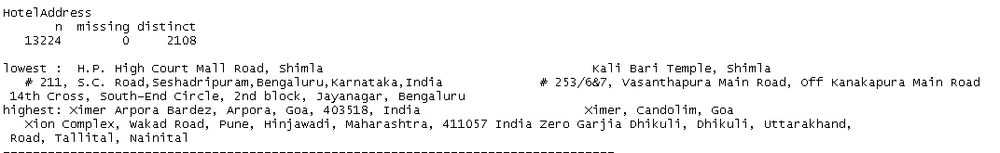 HotelAddress
n missing distinct
13224 0 2108
lowest : H.P. High Court Mall Road, Shimla Kali Bari Temple, Shimla
# 211, S.C. Road,Seshadripuram,Bengaluru,Karnataka,India # 253/6&7, Vasanthapura Main Road, Off Kanakapura Main Road
14th Cross, South-End Circle, 2nd block, Jayanagar, Bengaluru
highest: Ximer Arpora Bardez, Arpora, Goa, 403518, India Ximer, Candolim, Goa
Xion Complex, Wakad Road, Pune, Hinjawadi, Maharashtra, 411057 India Zero Garjia Dhikuli, Dhikuli, Uttarakhand,
Road, Tallital, Nainital
--------------------------------------------------------------------------------------